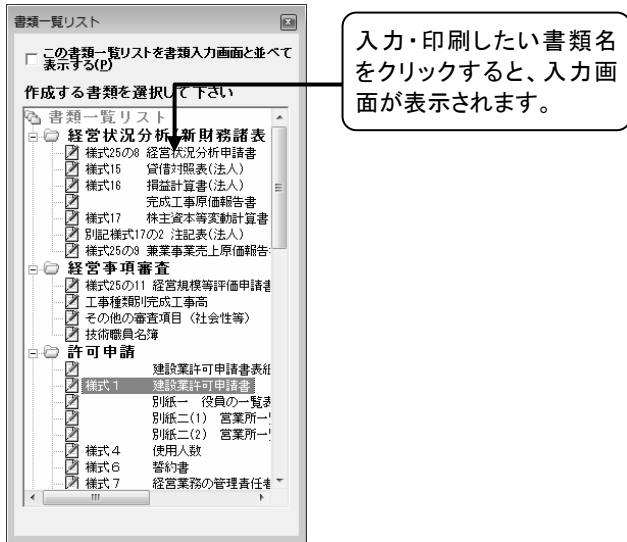 書類一覧リスト
この書類一覧リストを書類入力画面と並べて
表示する(P)
作成する書類を選択して下さい
書類一覧リスト
経営状況分析/新財務諸表
様式25の8 経営状況分析申請書
様式15 貸借対照表(法人)
様式16 損益計算書(法人)
完成工事原価報告書
様式17 株主資本等変動計算書
別記様式17の2 注記表(法人)
様式25の9 兼業事業売上原価報告
経営事項審査
様式25の11 経営規模等評価申請書
工事種類別完成工事高
その他の審査項目（社会性等）
技術職員名簿
許可申請
建設業許可申請書表紙
様式１ 建設業許可申請書
別紙一 役員の一覧表
別紙二(1) 営業所一
別紙二(2) 営業所一
様式４ 使用人数
様式６ 誓約書
様式７ 経営業務の管理責任者
入力・印刷したい書類名
をクリックすると、入力画
面が表示されます。